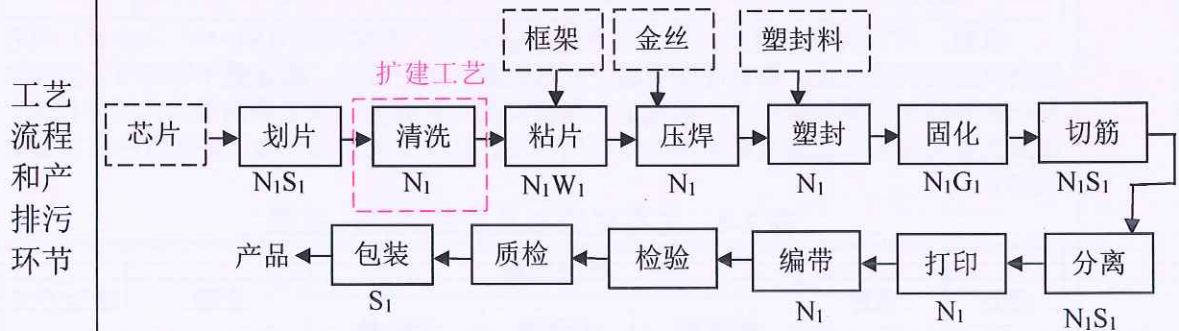 工艺
流程
和产
排污
环节
框架 金丝 塑封料
扩建工艺
芯片 划片 清洗 粘片 压焊 塑封 固化 切筋
N₁S₁ N₁ N₁W₁ N₁ N₁ N₁G₁ N₁S₁
产品 包装 质检 检验 编带 打印 分离
S₁ N₁ N₁ N₁S₁